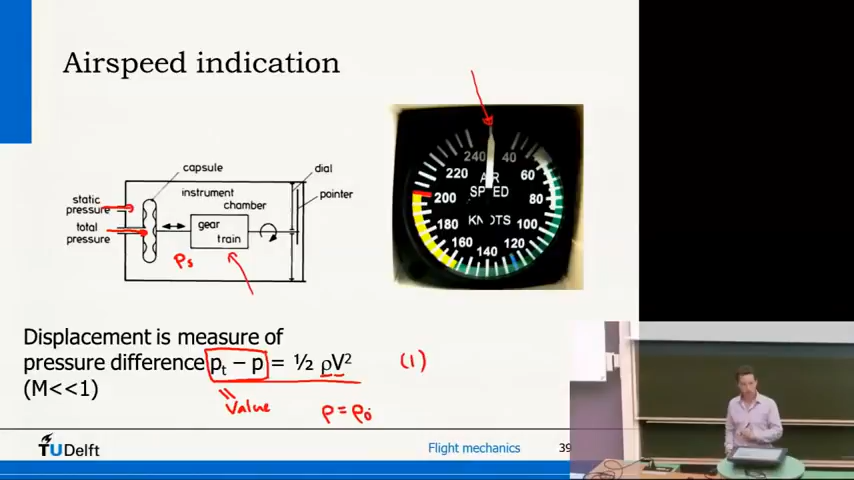 Airspeed indication
capsule
static
pressure
total
pressure
instrument
chamber
gear
train
dial
pointer
ps
240
40
220
60
200
80
180
100
160
120
140
AIR
SPEED
KNOTS
Displacement is measure of
pressure difference pt − p = ½ ρV² (1)
(M<<1)
Value
ρ = ρ0
TUDelft
Flight mechanics
39